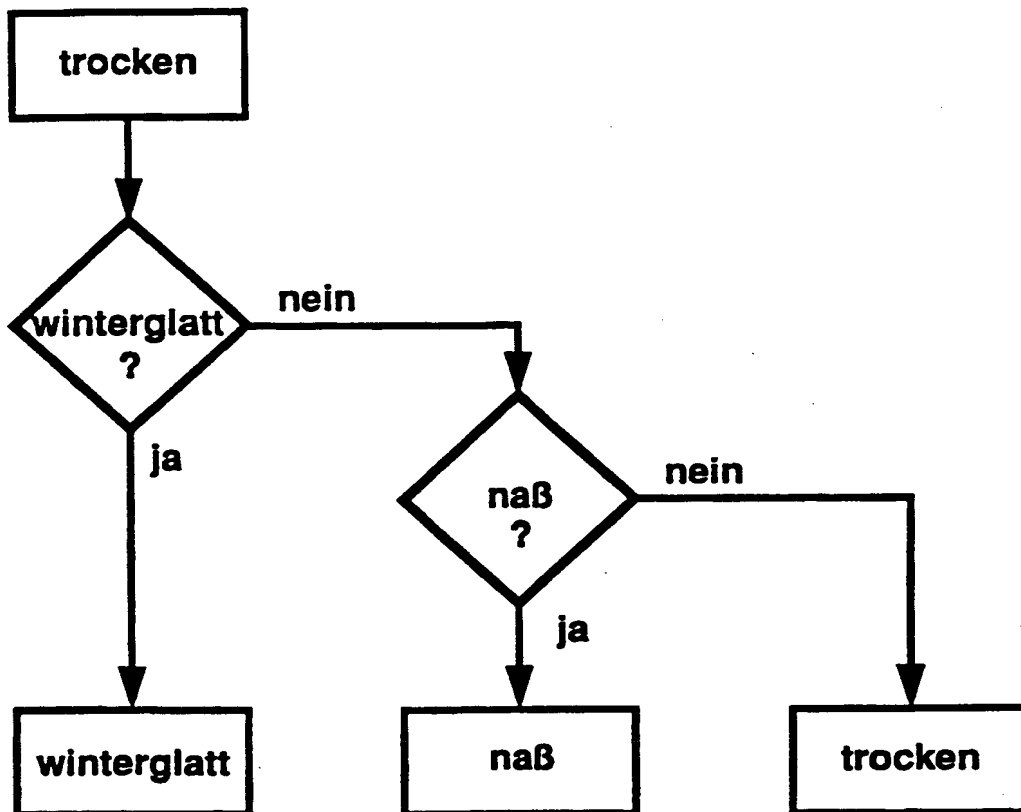 trocken
nein
winterglatt
?
ja
nein
naß
?
ja
winterglatt
naß
trocken